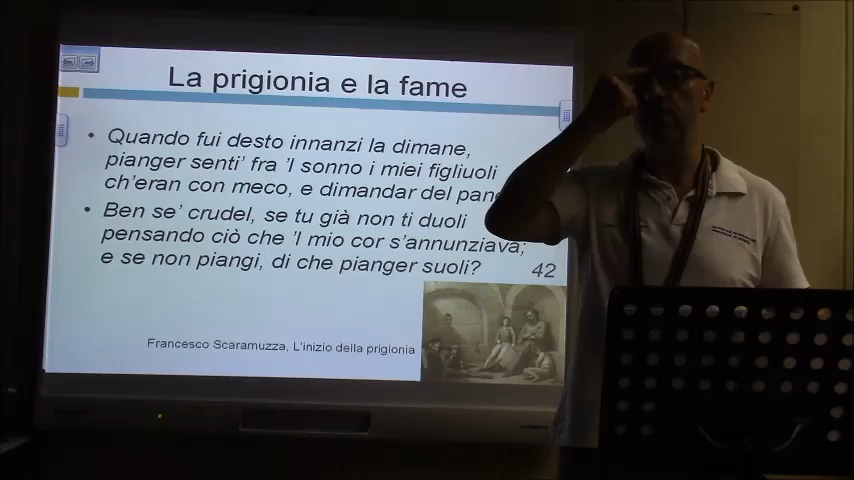 La prigionia e la fame
Quando fui desto innanzi la dimane,
pianger senti' fra 'l sonno i miei figliuoli
ch'eran con meco, e dimandar del
Ben se' crudel, se tu già non ti duoli
pensando ciò che 'l mio cor s'annunziava;
e se non piangi, di che pianger suoli?
42
Francesco Scaramuzza, L'inizio della prigionia